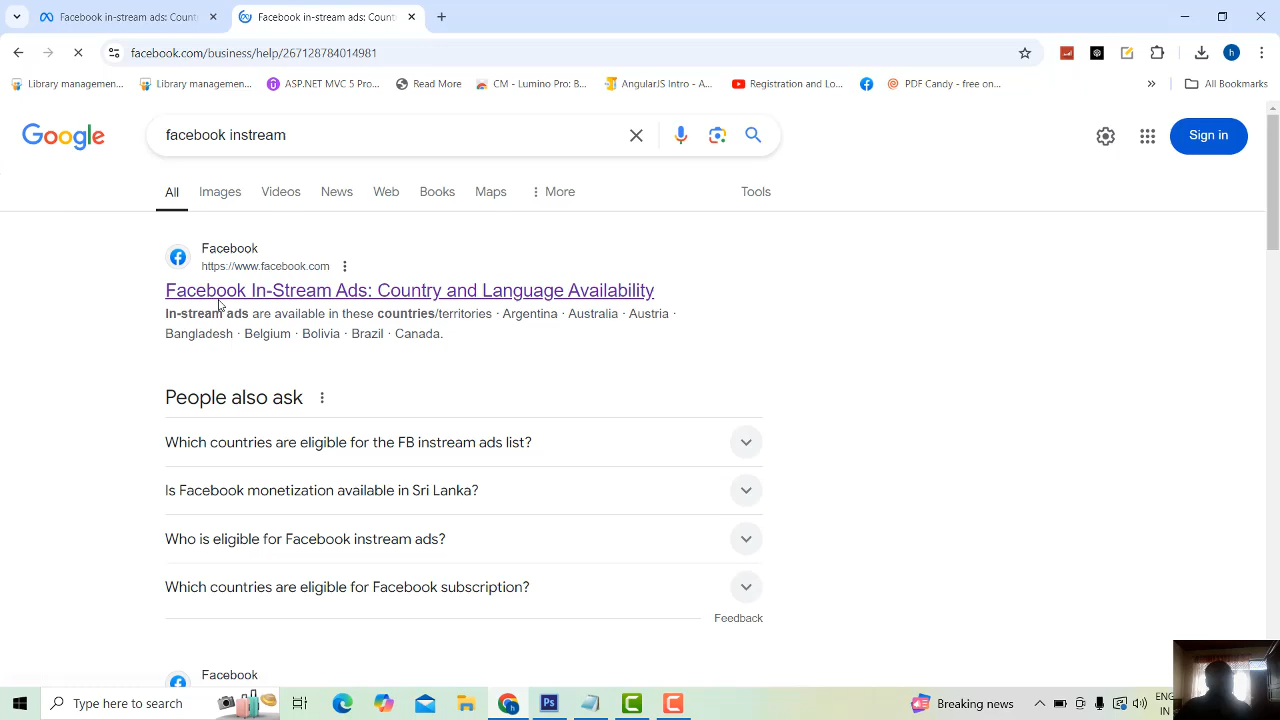 stream ads Count
In-stream ads: Count
facebook.com/business/help/267128784014981
h
Library managemen...
Library managemen...
ASP.NET MVC 5 Pro...
Read More
CM - Lumino Pro: B...
AngularJS Intro - A...
Registration and Lo...
PDF Candy - free on...
»
All Bookmarks
Google
facebook instream
Sign in
All
Images
Videos
News
Web
Books
Maps
More
Tools
Facebook
https://www.facebook.com
Facebook In-Stream Ads: Country and Language Availability
In-stream ads are available in these countries/territories · Argentina · Australia · Austria ·
Bangladesh · Belgium · Bolivia · Brazil · Canada.
People also ask
Which countries are eligible for the FB instream ads list?
Is Facebook monetization available in Sri Lanka?
Who is eligible for Facebook instream ads?
Which countries are eligible for Facebook subscription?
Feedback
Facebook
Type here to search
h
Ps
Breaking news
ENG
IN